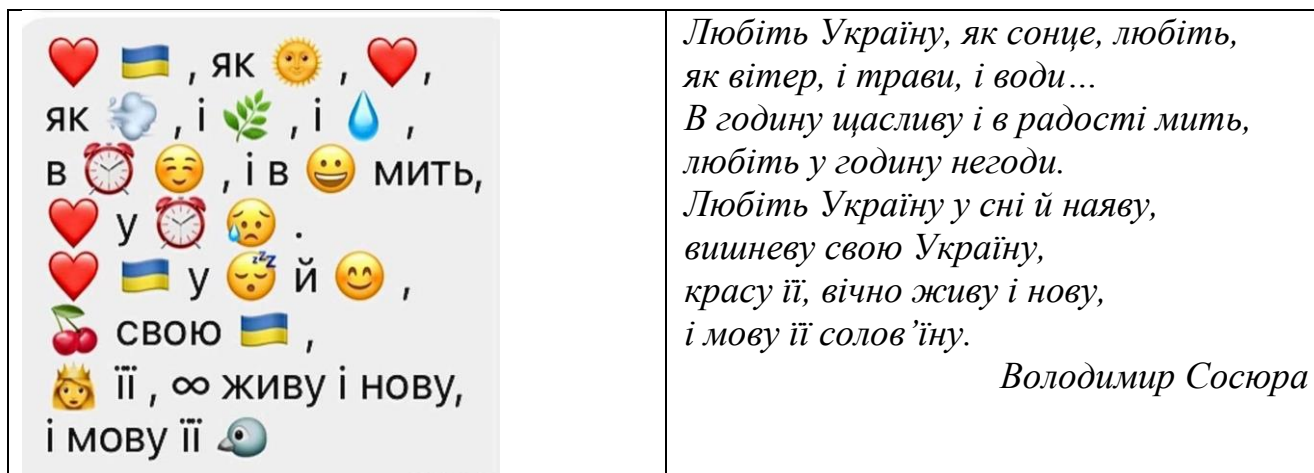 ❤️ 🇺🇦 , як 🌞 , ❤️,
як 💨 , і 🌿 , і 💧 ,
в ⏰ ☺️ , і в 😀 мить,
❤️ у ⏰ 😥 .
❤️ 🇺🇦 у 😴 й 😊 ,
🍒 свою 🇺🇦 ,
👸 її , ∞ живу і нову,
і мову її 🐦
Любіть Україну, як сонце, любіть,
як вітер, і трави, і води…
В годину щасливу і в радості мить,
любіть у годину негоди.
Любіть Україну у сні й наяву,
вишневу свою Україну,
красу її, вічно живу і нову,
і мову її солов’їну.
Володимир Сосюра